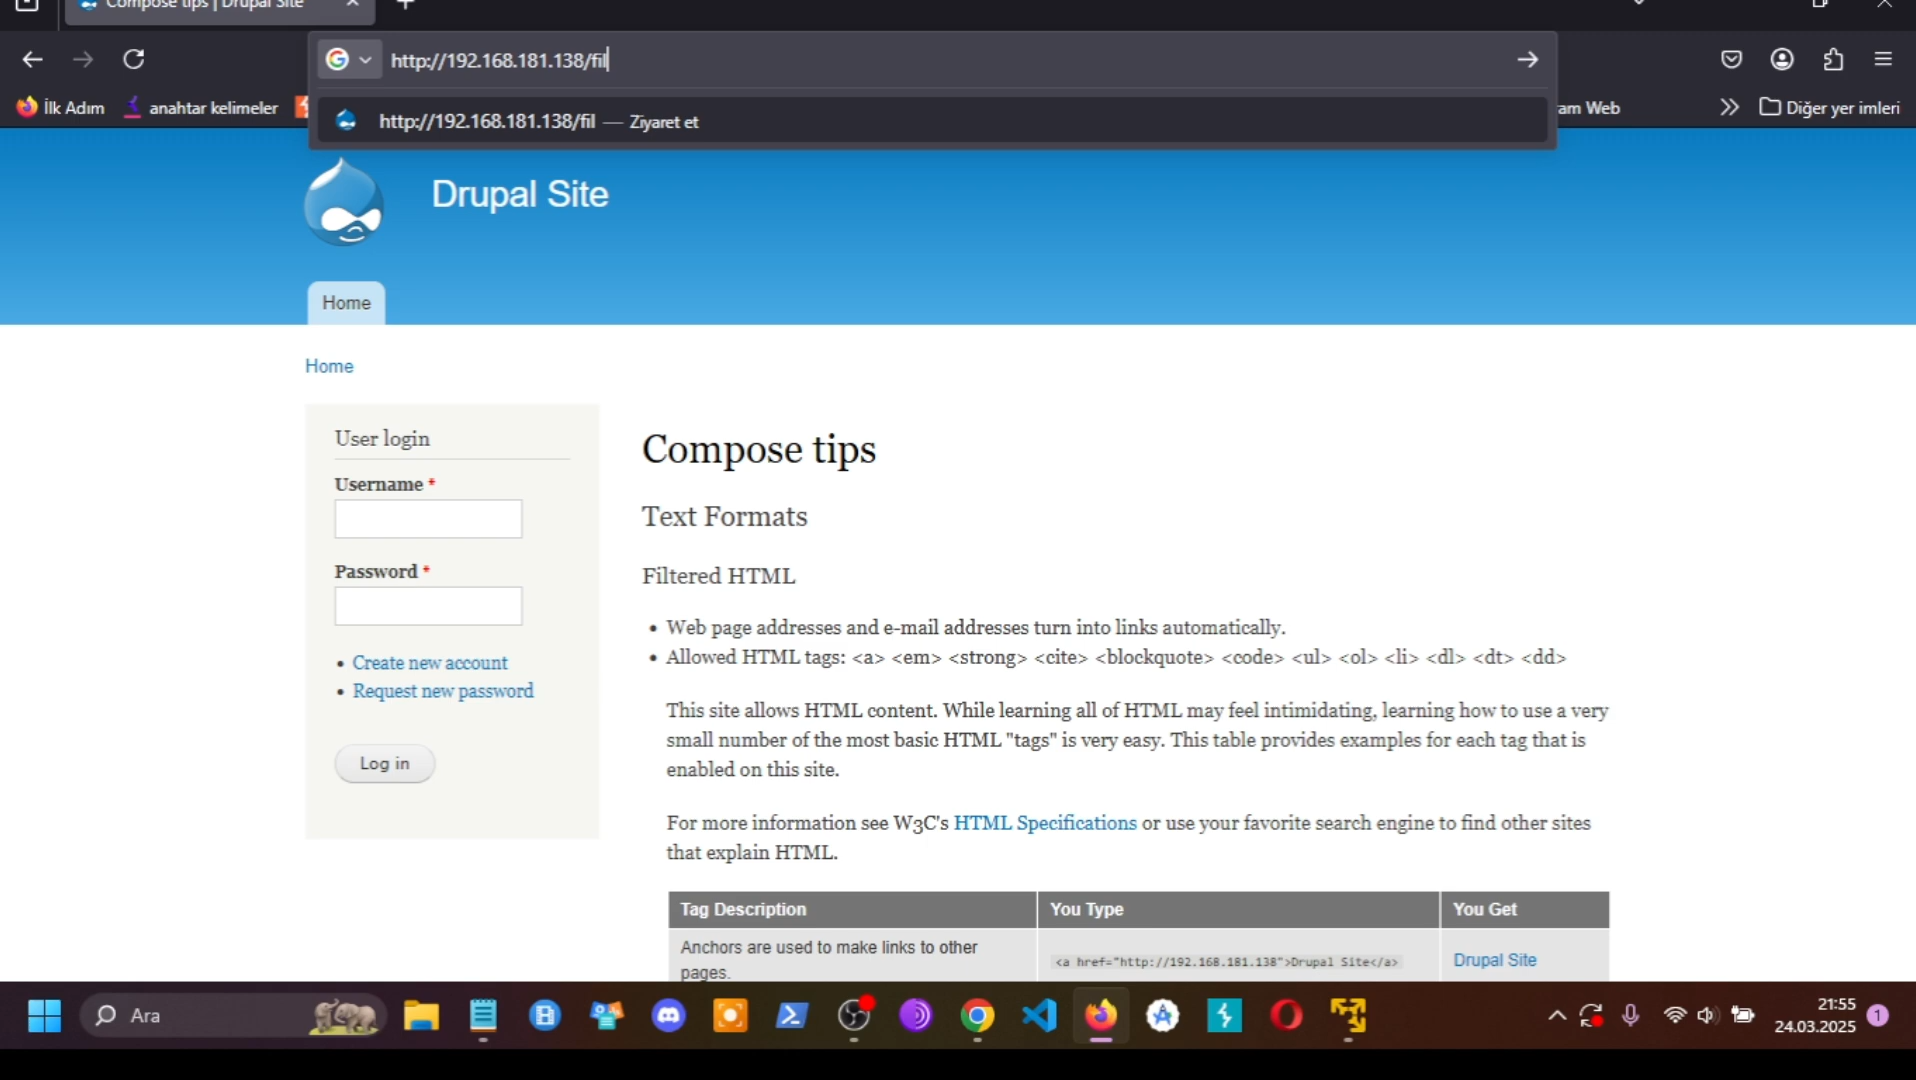 Compose tips | Drupal Site
http://192.168.181.138/fil
İlk Adım
anahtar kelimeler
am Web
Diğer yer imleri
http://192.168.181.138/fil — Ziyaret et
Drupal Site
Home
Home
User login
Username *
Password *
• Create new account
• Request new password
Log in
Compose tips
Text Formats
Filtered HTML
• Web page addresses and e-mail addresses turn into links automatically.
• Allowed HTML tags: <a> <em> <strong> <cite> <blockquote> <code> <ul> <ol> <li> <dl> <dt> <dd>
This site allows HTML content. While learning all of HTML may feel intimidating, learning how to use a very
small number of the most basic HTML "tags" is very easy. This table provides examples for each tag that is
enabled on this site.
For more information see W3C's HTML Specifications or use your favorite search engine to find other sites
that explain HTML.
Tag Description You Type You Get
Anchors are used to make links to other
pages.
<a href="http://192.168.181.138">Drupal Site</a>
Drupal Site
Ara
21:55
24.03.2025
1